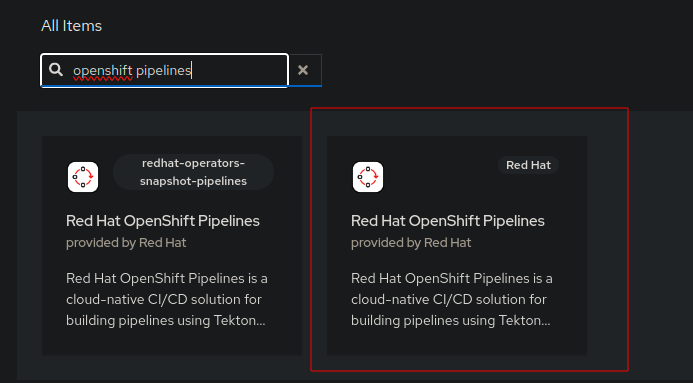 All Items
openshift pipelines
redhat-operators-
snapshot-pipelines
Red Hat OpenShift Pipelines
provided by Red Hat
Red Hat OpenShift Pipelines is a
cloud-native CI/CD solution for
building pipelines using Tekton...
Red Hat
Red Hat OpenShift Pipelines
provided by Red Hat
Red Hat OpenShift Pipelines is a
cloud-native CI/CD solution for
building pipelines using Tekton...